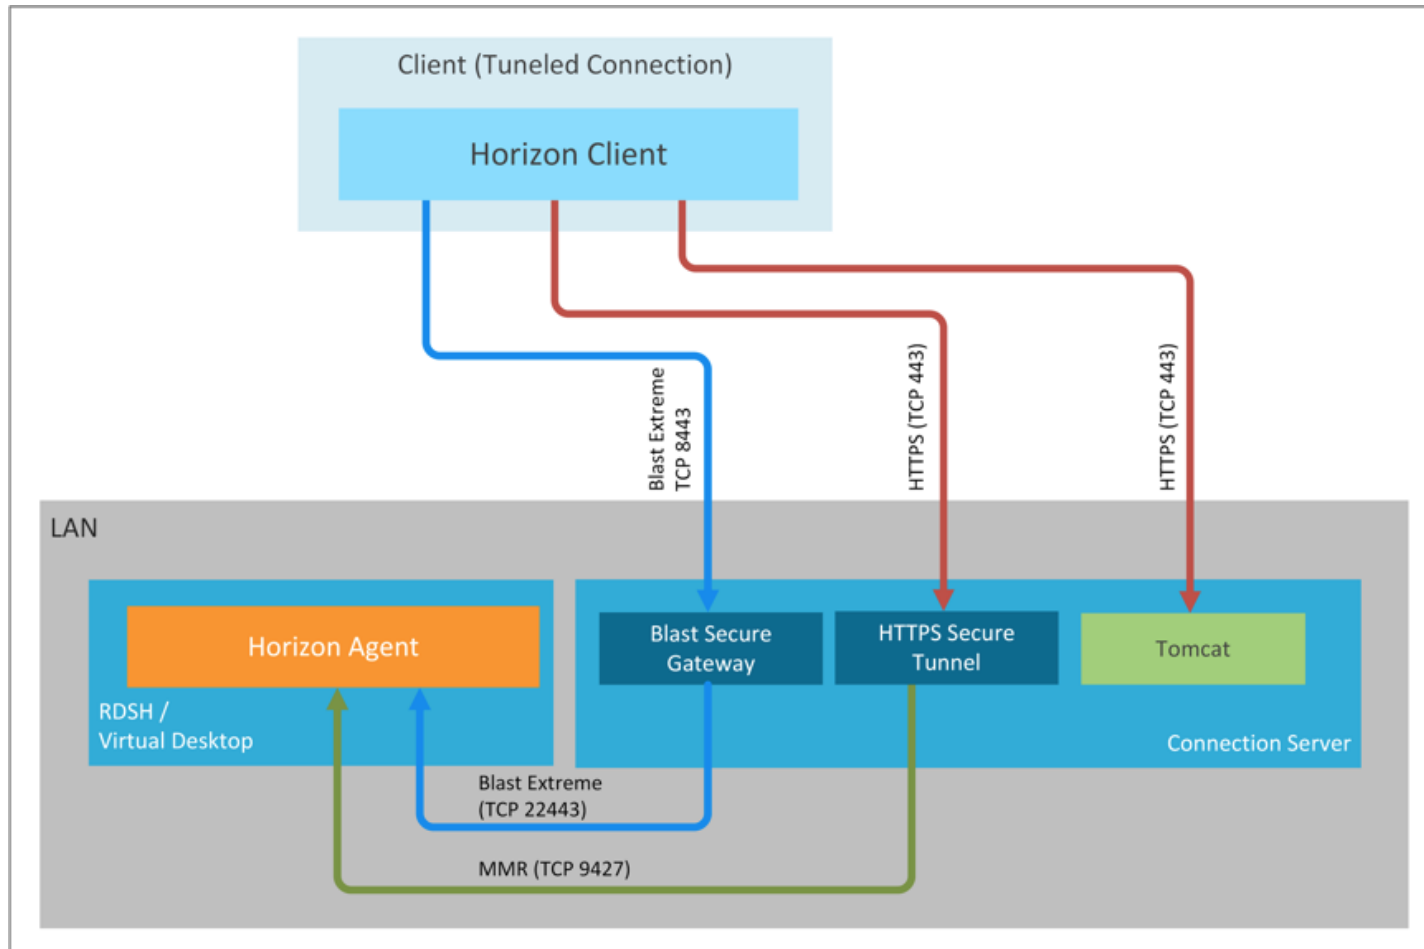 Client (Tuneled Connection)
Horizon Client
Blast Extreme
TCP 8443
HTTPS (TCP 443)
HTTPS (TCP 443)
LAN
Horizon Agent
RDSH /
Virtual Desktop
Blast Secure
Gateway
HTTPS Secure
Tunnel
Tomcat
Connection Server
Blast Extreme
(TCP 22443)
MMR (TCP 9427)